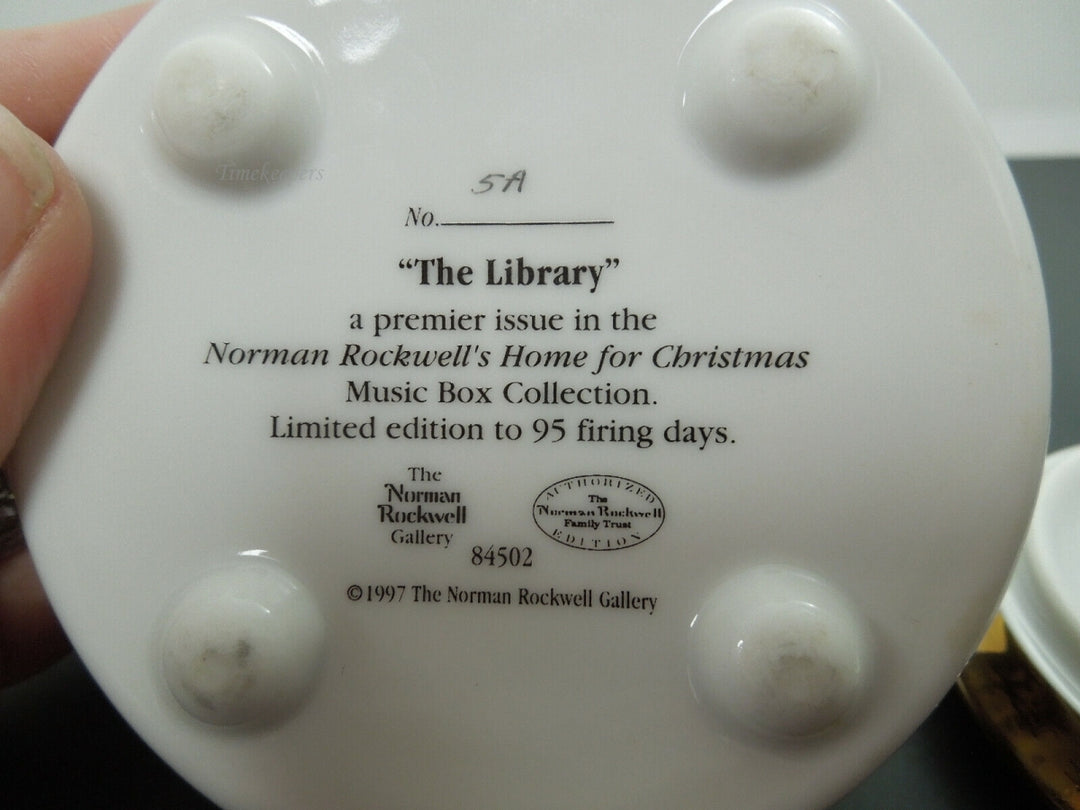 Timekeepers
5A
No.
“The Library”
a premier issue in the
Norman Rockwell's Home for Christmas
Music Box Collection.
Limited edition to 95 firing days.
The
Norman
Rockwell
Gallery
AUTHORIZED
The
Norman Rockwell
Family Trust
EDITION
84502
©1997 The Norman Rockwell Gallery